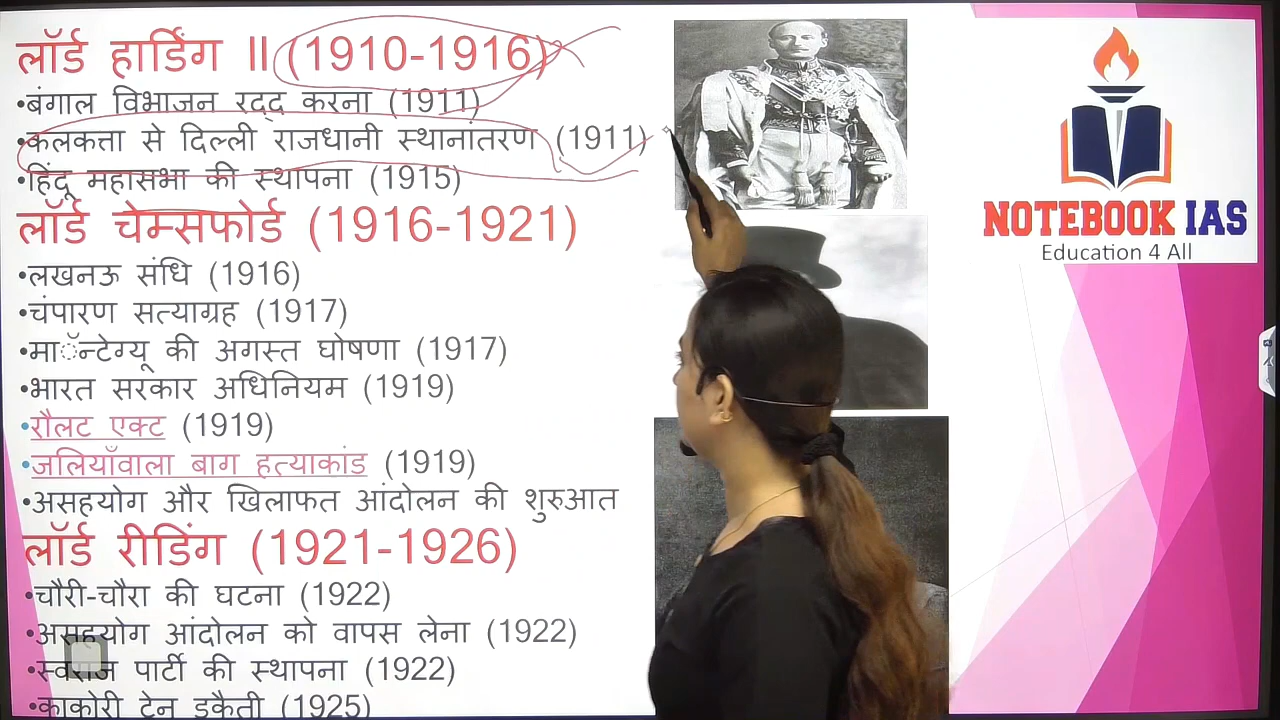 लॉर्ड हार्डिंग II (1910-1916)
•बंगाल विभाजन रद्द करना (1911)
•कलकत्ता से दिल्ली राजधानी स्थानांतरण (1911)
•हिंदू महासभा की स्थापना (1915)
लॉर्ड चेम्सफोर्ड (1916-1921)
•लखनऊ संधि (1916)
•चंपारण सत्याग्रह (1917)
•माॅन्टेग्यू की अगस्त घोषणा (1917)
•भारत सरकार अधिनियम (1919)
•रौलट एक्ट (1919)
•जलियाँवाला बाग हत्याकांड (1919)
•असहयोग और खिलाफत आंदोलन की शुरुआत
लॉर्ड रीडिंग (1921-1926)
•चौरी-चौरा की घटना (1922)
•असहयोग आंदोलन को वापस लेना (1922)
•स्वराज पार्टी की स्थापना (1922)
•काकोरी ट्रेन डकैती (1925)
NOTEBOOK IAS
Education 4 All